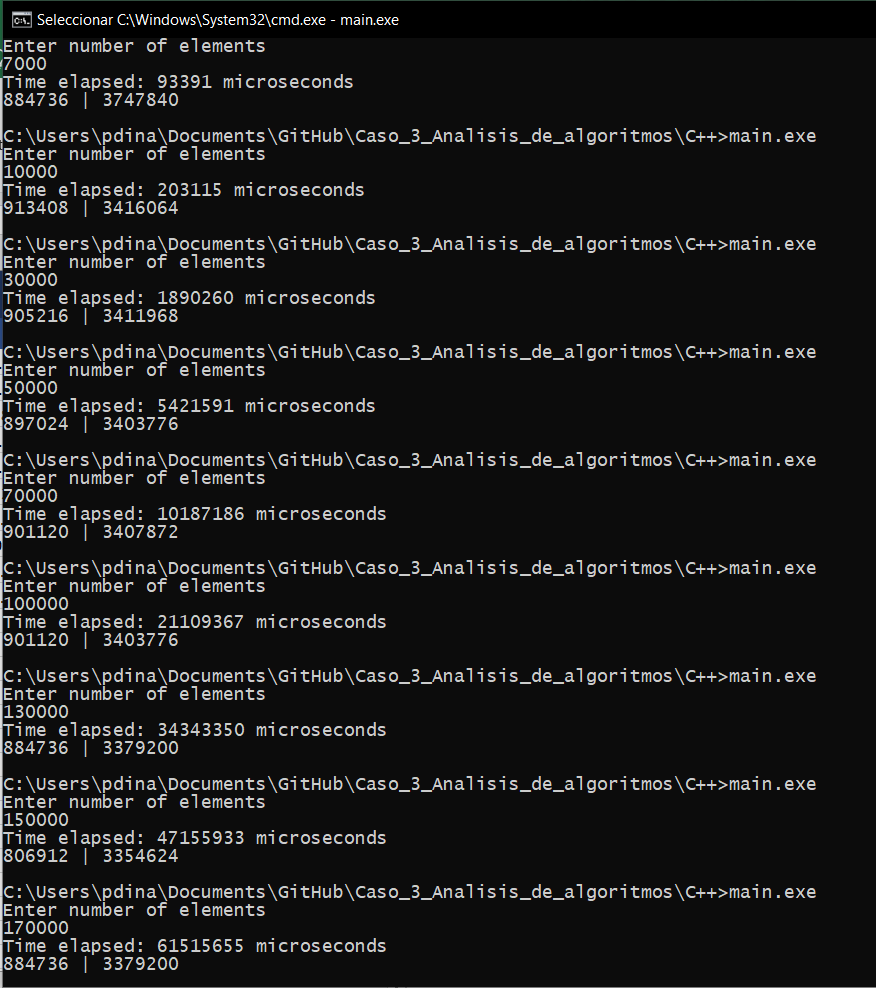 Seleccionar C:\Windows\System32\cmd.exe - main.exe
Enter number of elements
7000
Time elapsed: 93391 microseconds
884736 | 3747840
C:\Users\pdina\Documents\GitHub\Caso_3_Analisis_de_algoritmos\C++>main.exe
Enter number of elements
10000
Time elapsed: 203115 microseconds
913408 | 3416064
C:\Users\pdina\Documents\GitHub\Caso_3_Analisis_de_algoritmos\C++>main.exe
Enter number of elements
30000
Time elapsed: 1890260 microseconds
905216 | 3411968
C:\Users\pdina\Documents\GitHub\Caso_3_Analisis_de_algoritmos\C++>main.exe
Enter number of elements
50000
Time elapsed: 5421591 microseconds
897024 | 3403776
C:\Users\pdina\Documents\GitHub\Caso_3_Analisis_de_algoritmos\C++>main.exe
Enter number of elements
70000
Time elapsed: 10187186 microseconds
901120 | 3407872
C:\Users\pdina\Documents\GitHub\Caso_3_Analisis_de_algoritmos\C++>main.exe
Enter number of elements
100000
Time elapsed: 21109367 microseconds
901120 | 3403776
C:\Users\pdina\Documents\GitHub\Caso_3_Analisis_de_algoritmos\C++>main.exe
Enter number of elements
130000
Time elapsed: 34343350 microseconds
884736 | 3379200
C:\Users\pdina\Documents\GitHub\Caso_3_Analisis_de_algoritmos\C++>main.exe
Enter number of elements
150000
Time elapsed: 47155933 microseconds
806912 | 3354624
C:\Users\pdina\Documents\GitHub\Caso_3_Analisis_de_algoritmos\C++>main.exe
Enter number of elements
170000
Time elapsed: 61515655 microseconds
884736 | 3379200